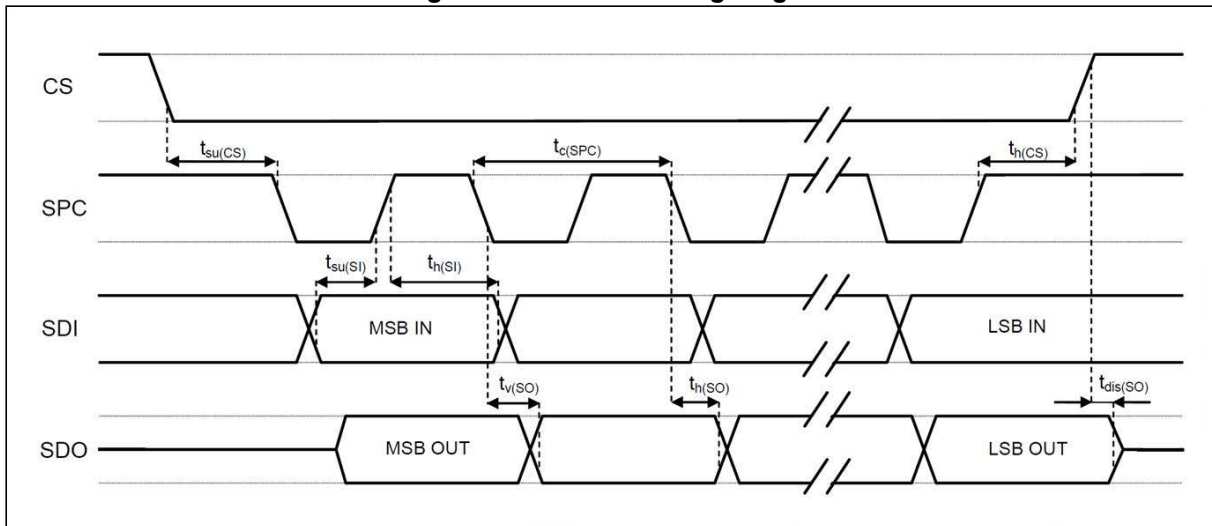 CS
t_su(CS)
t_c(SPC)
t_h(CS)
SPC
t_su(SI)
t_h(SI)
SDI
MSB IN
LSB IN
t_v(SO)
t_h(SO)
t_dis(SO)
SDO
MSB OUT
LSB OUT